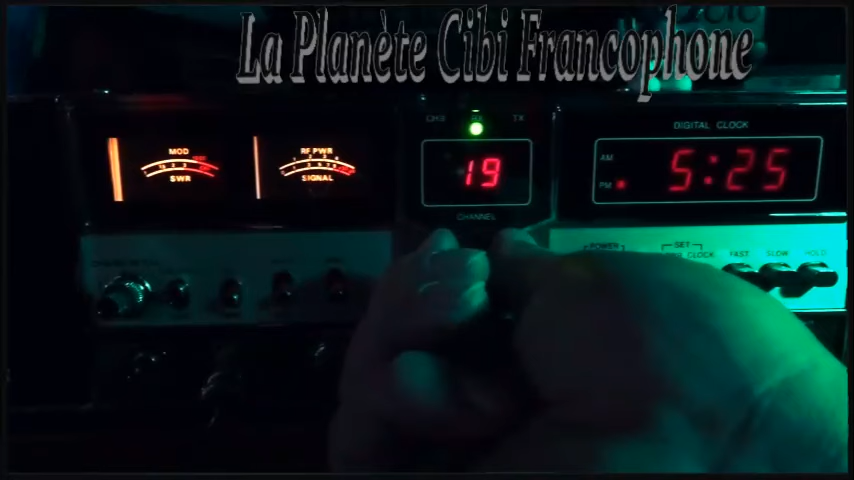 La Planète Cibi Francophone
CH9
TX
DIGITAL CLOCK
MOD
SWR
RF PWR
SIGNAL
19
CHANNEL
AM
PM
5:25
POWER
SET
CLOCK
FAST
SLOW
HOLD